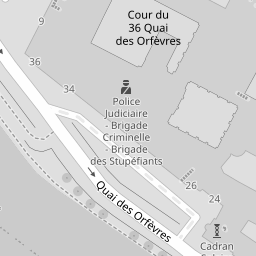 9
Cour du
36 Quai
des Orfèvres
36
34
Police
Judiciaire
- Brigade
Criminelle
- Brigade
des Stupéfiants
Quai des Orfèvres
26
24
Cadran